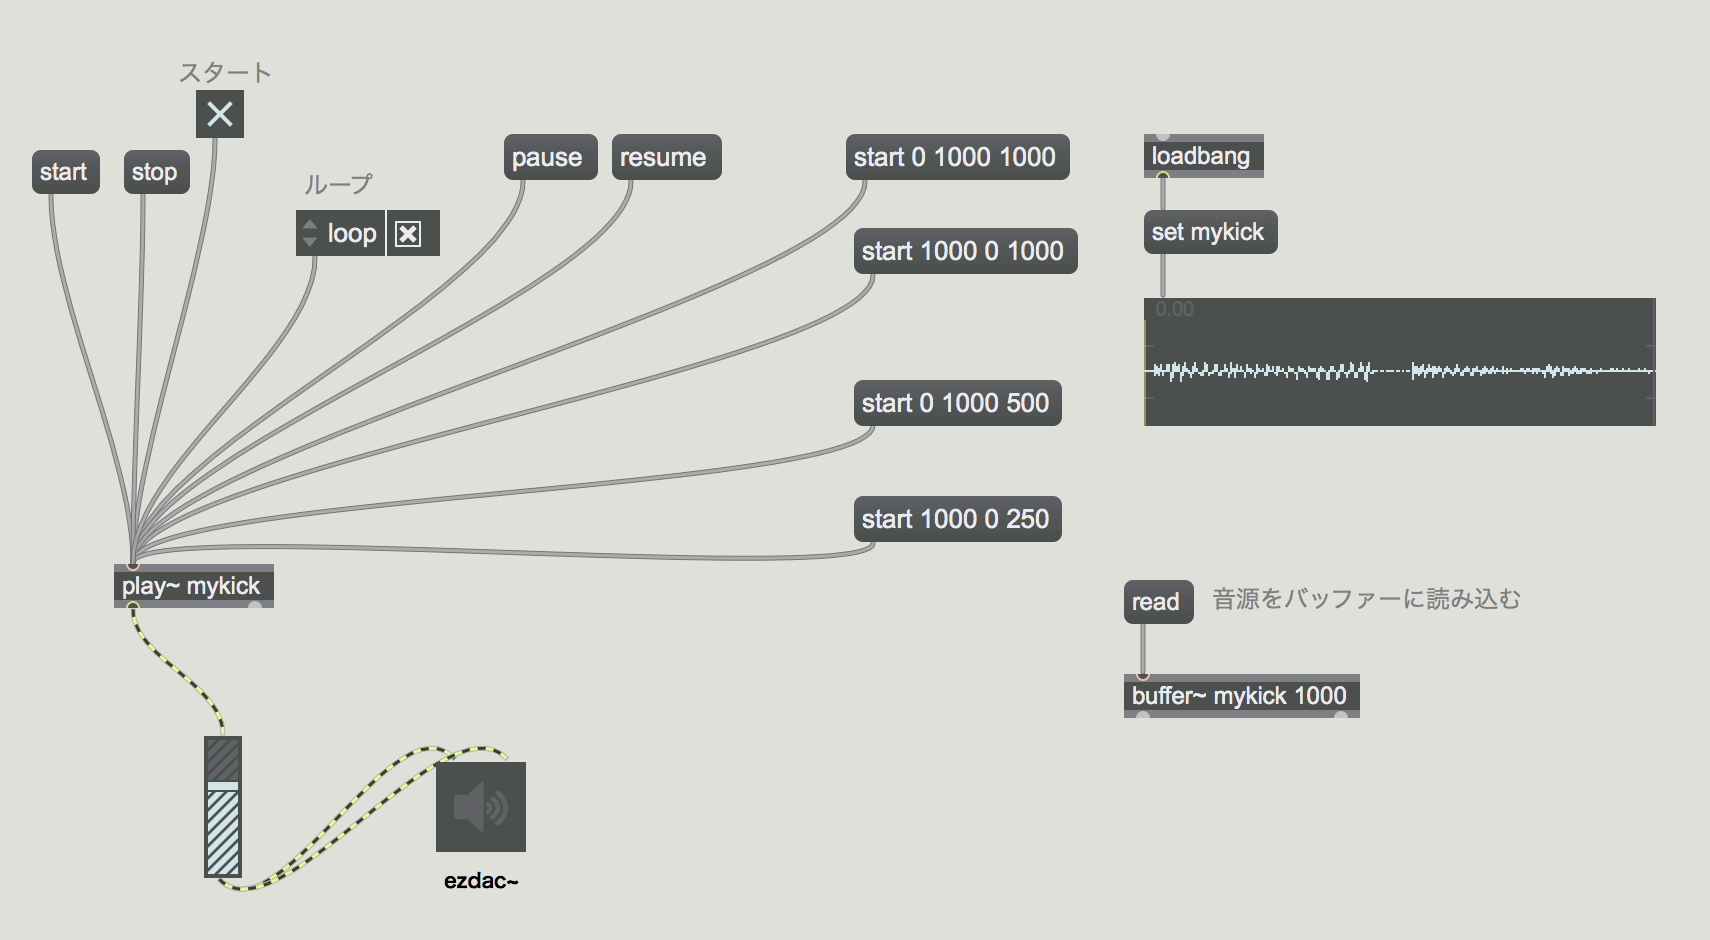 スタート
start
stop
ループ
loop
pause
resume
start 0 1000 1000
start 1000 0 1000
start 0 1000 500
start 1000 0 250
play~ mykick
ezdac~
loadbang
set mykick
0.00
read
音源をバッファーに読み込む
buffer~ mykick 1000